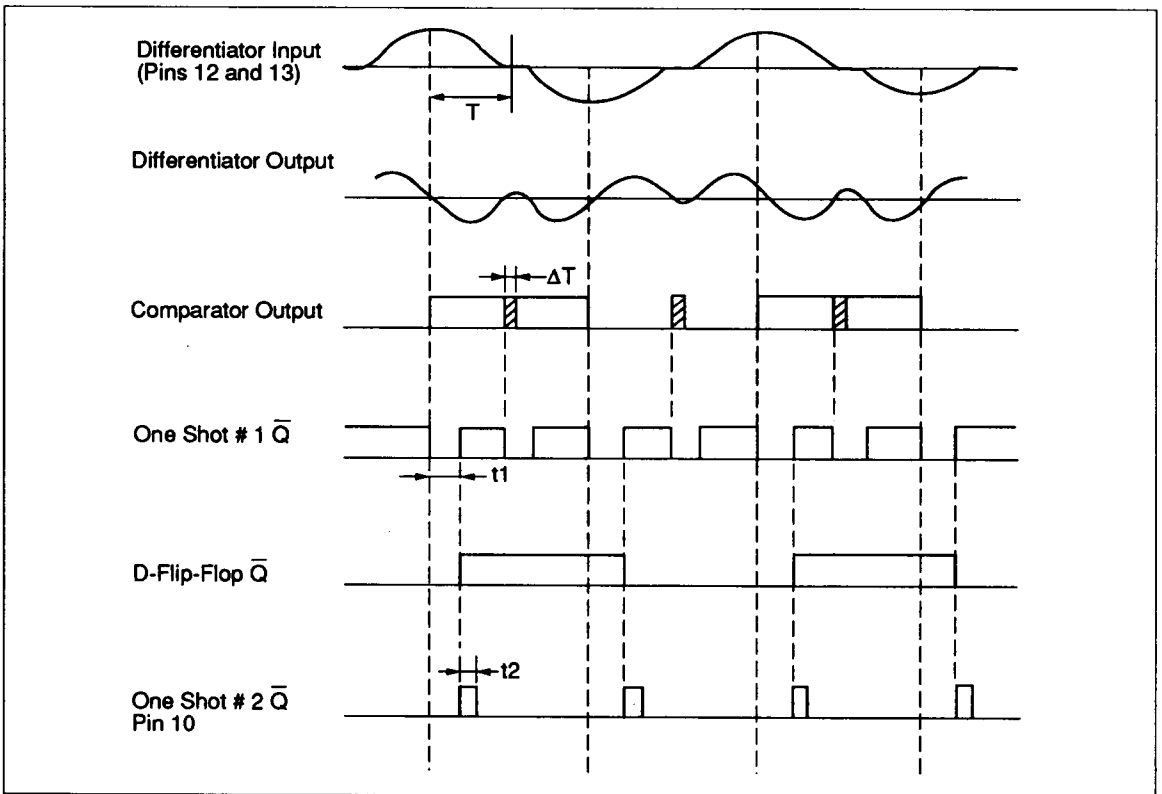 Differentiator Input
(Pins 12 and 13)
T
Differentiator Output
ΔT
Comparator Output
One Shot # 1 Q̅
t1
D-Flip-Flop Q̅
t2
One Shot # 2 Q̅
Pin 10